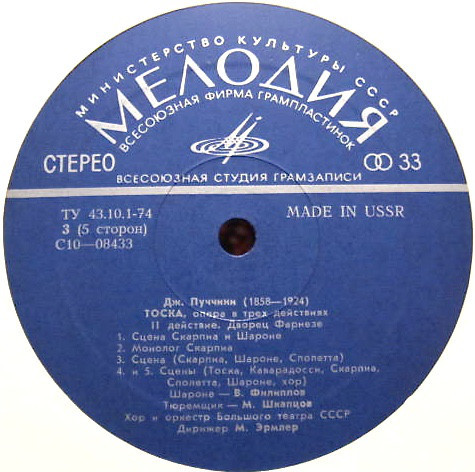 МИНИСТЕРСТВО КУЛЬТУРЫ СССР
МЕЛОДИЯ
ВСЕСОЮЗНАЯ ФИРМА ГРАМПЛАСТИНОК
СТЕРЕО
33
ВСЕСОЮЗНАЯ СТУДИЯ ГРАМЗАПИСИ
ТУ 43.10.1-74
MADE IN USSR
3 (5 сторон)
С10—08433
Дж. Пуччини (1858—1924)
ТОСКА, опера в трех действиях
II действие. Дворец Фарнезе
1. Сцена Скарпиа и Шароне
2. Монолог Скарпиа
3. Сцена (Скарпиа, Шароне, Сполетта)
4. и 5. Сцены (Тоска, Каварадосси, Скарпиа,
Сполетта, Шароне, хор)
Шароне — В. Филиппов
Тюремщик — М. Шкапцов
Хор и оркестр Большого театра СССР
Дирижер М. Эрмлер